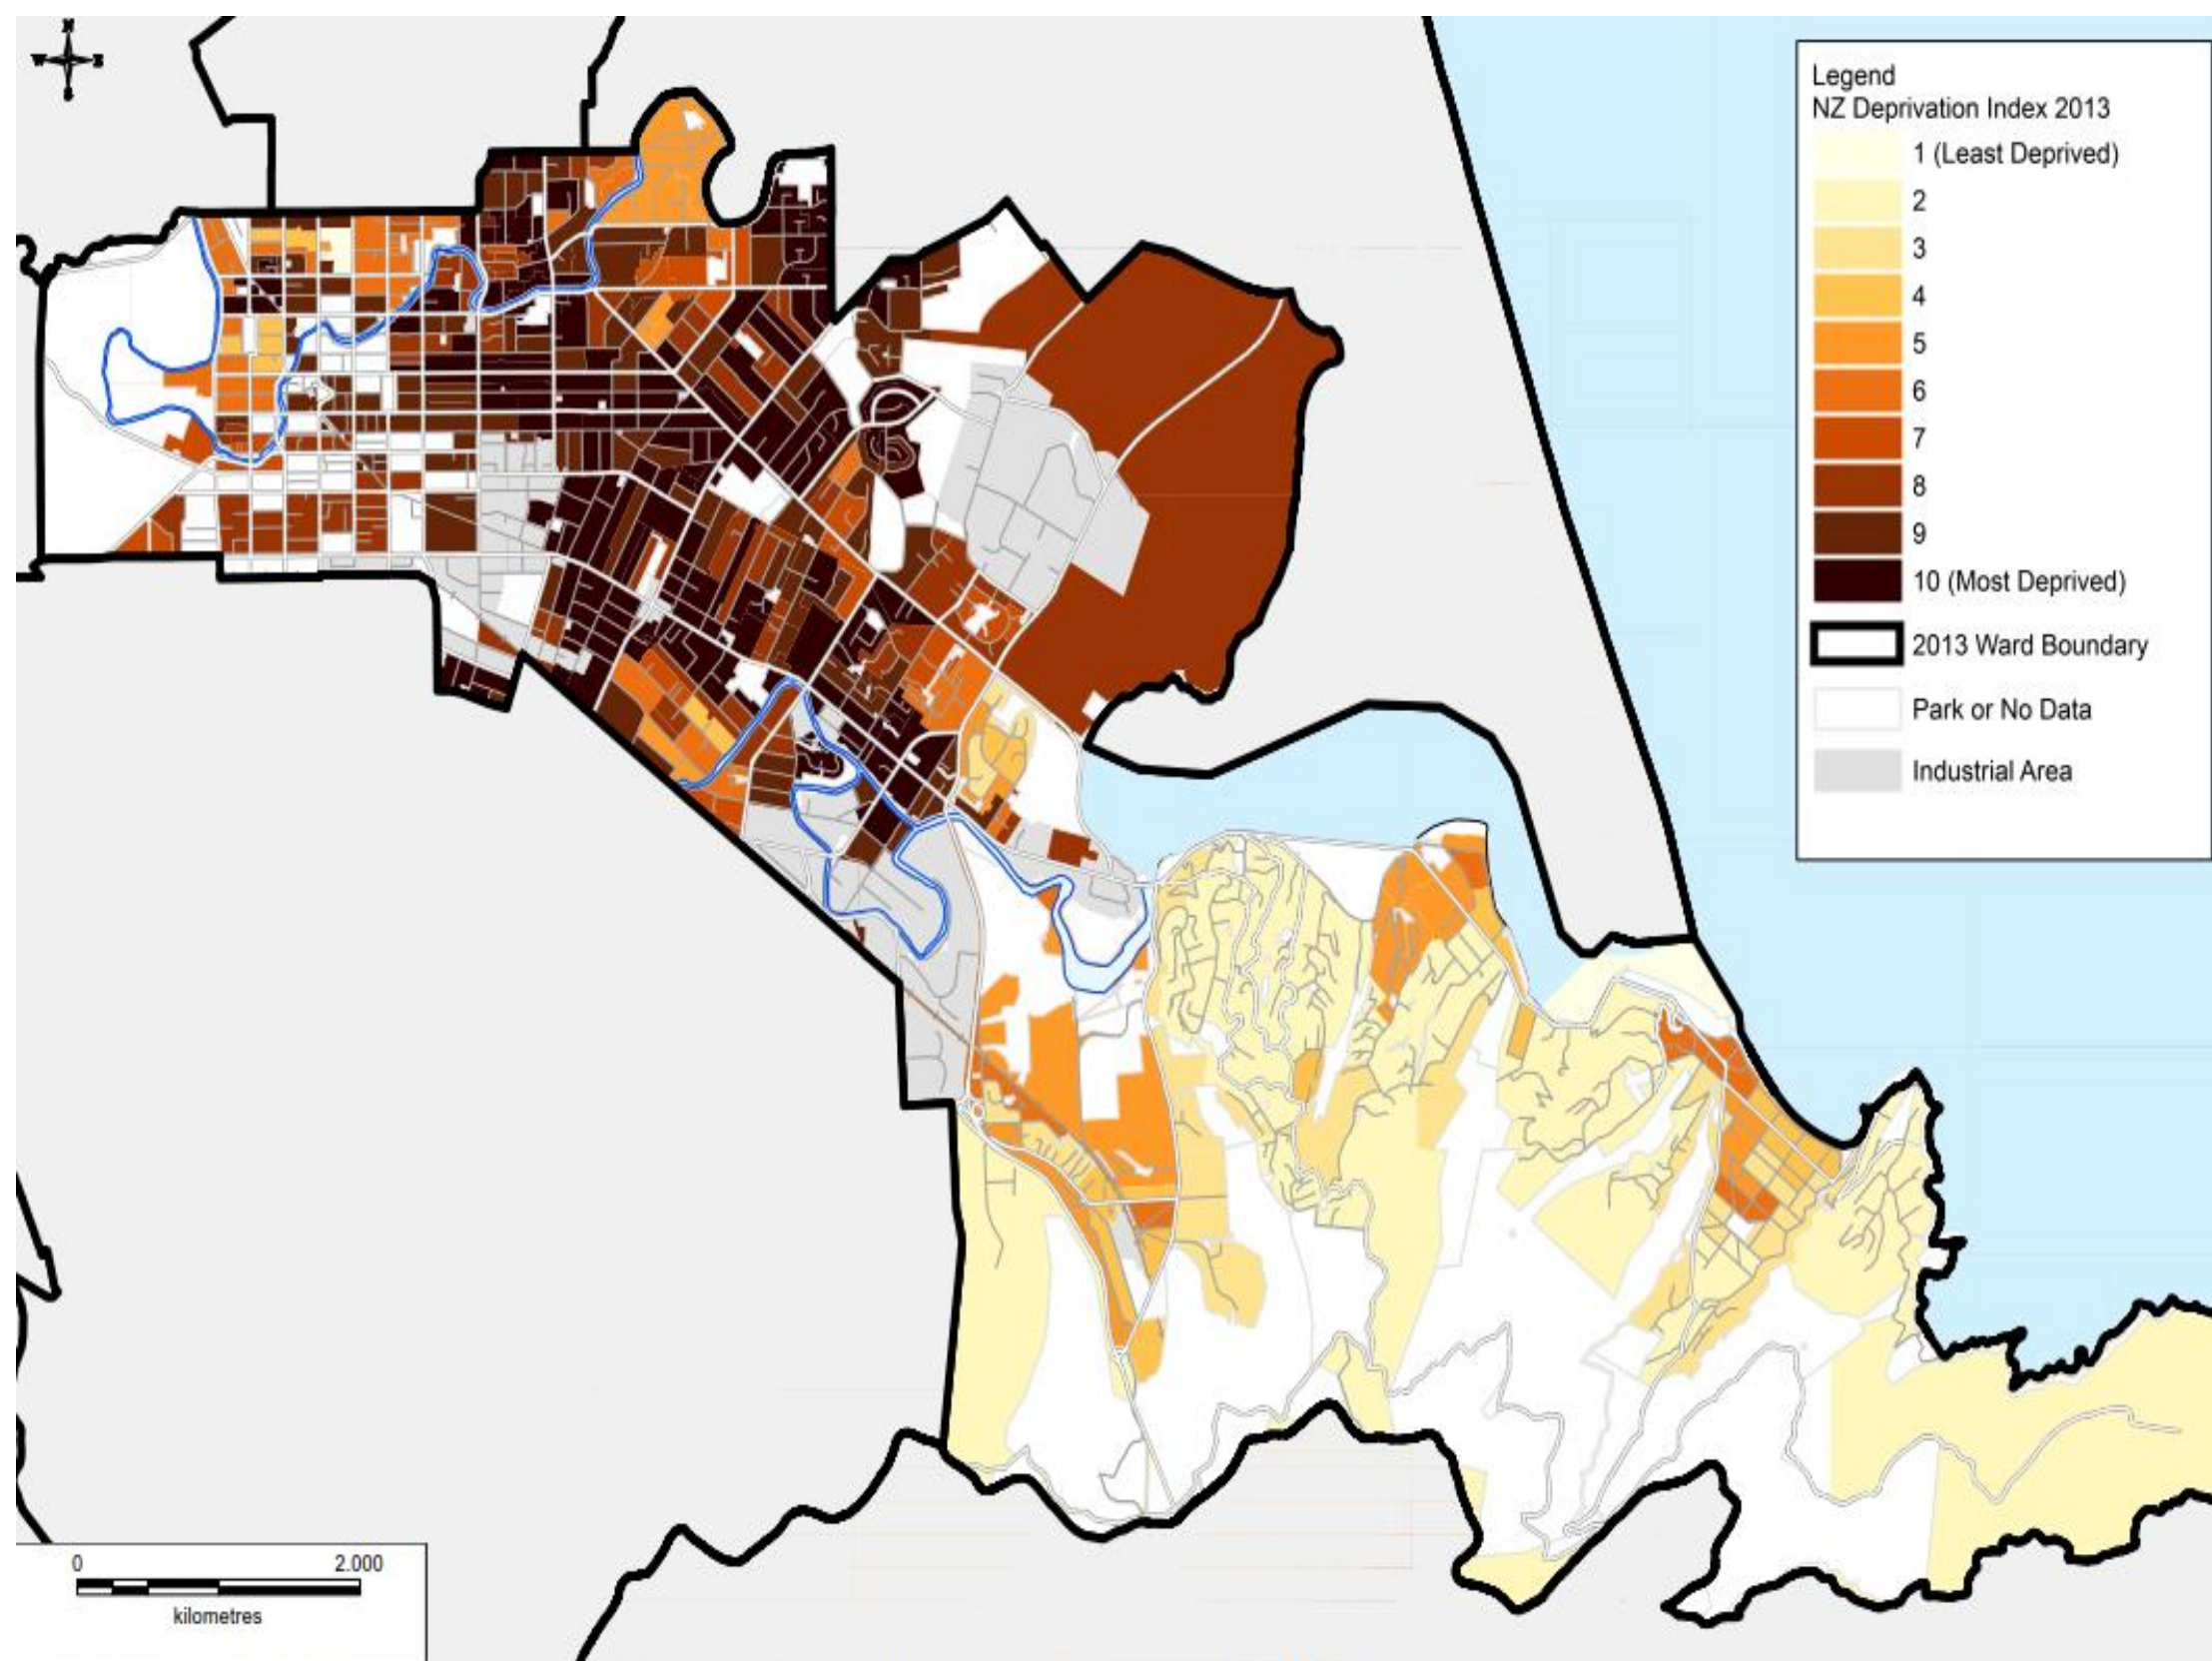 N
W E
S
Legend
NZ Deprivation Index 2013
1 (Least Deprived)
2
3
4
5
6
7
8
9
10 (Most Deprived)
2013 Ward Boundary
Park or No Data
Industrial Area
0 2.000
kilometres